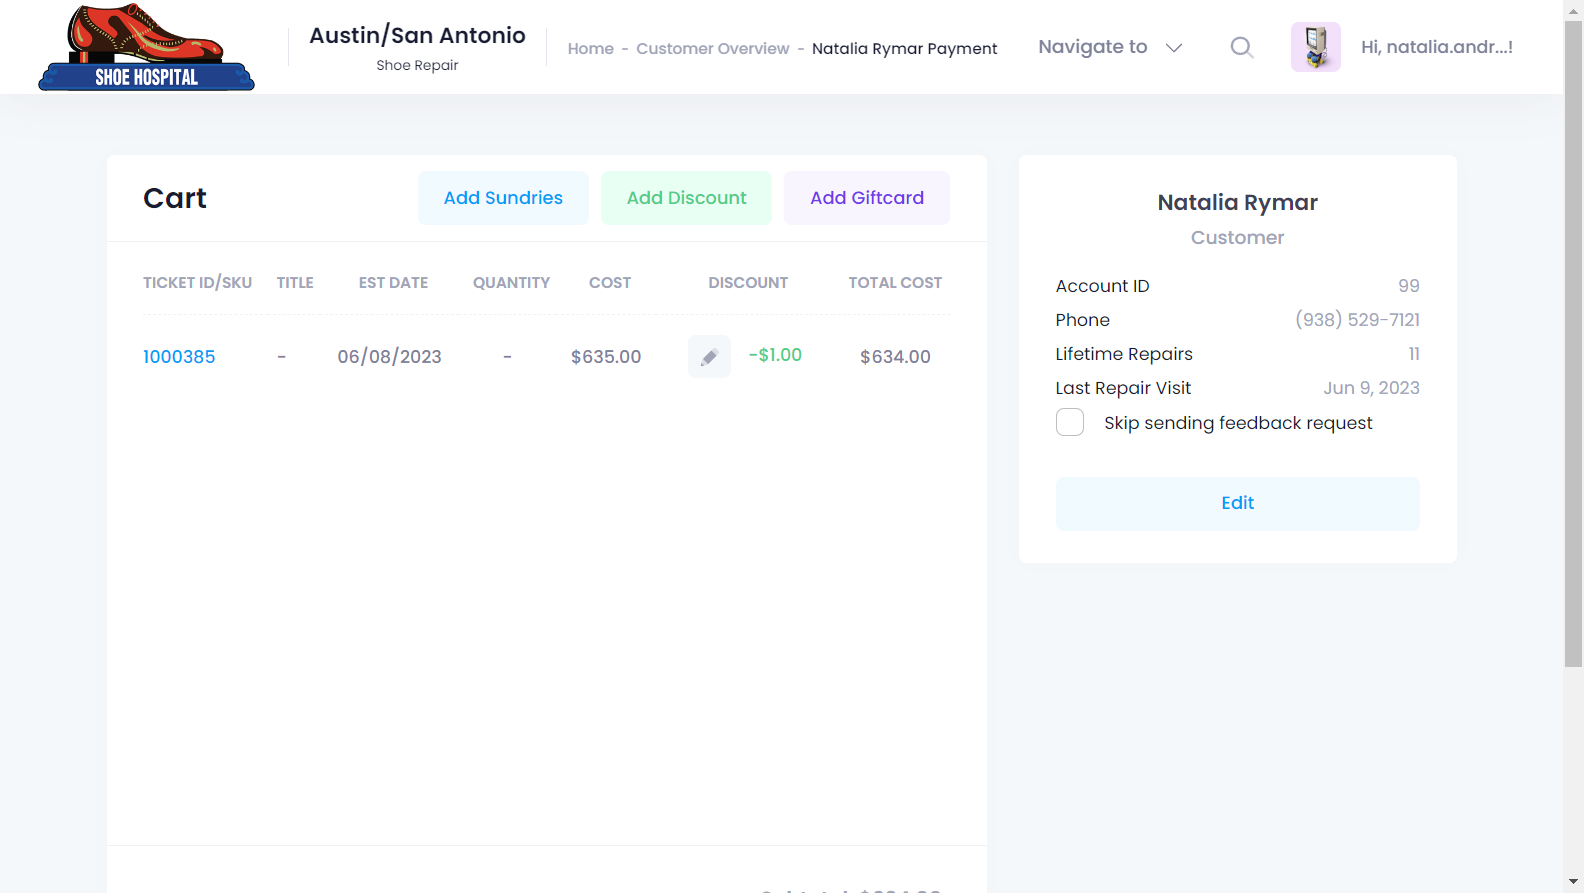 SHOE HOSPITAL
Austin/San Antonio
Shoe Repair
Home - Customer Overview - Natalia Rymar Payment
Navigate to
Hi, natalia.andr...!
Cart
Add Sundries
Add Discount
Add Giftcard
TICKET ID/SKU TITLE EST DATE QUANTITY COST DISCOUNT TOTAL COST
1000385 - 06/08/2023 - $635.00 -$1.00 $634.00
Natalia Rymar
Customer
Account ID 99
Phone (938) 529-7121
Lifetime Repairs 11
Last Repair Visit Jun 9, 2023
Skip sending feedback request
Edit